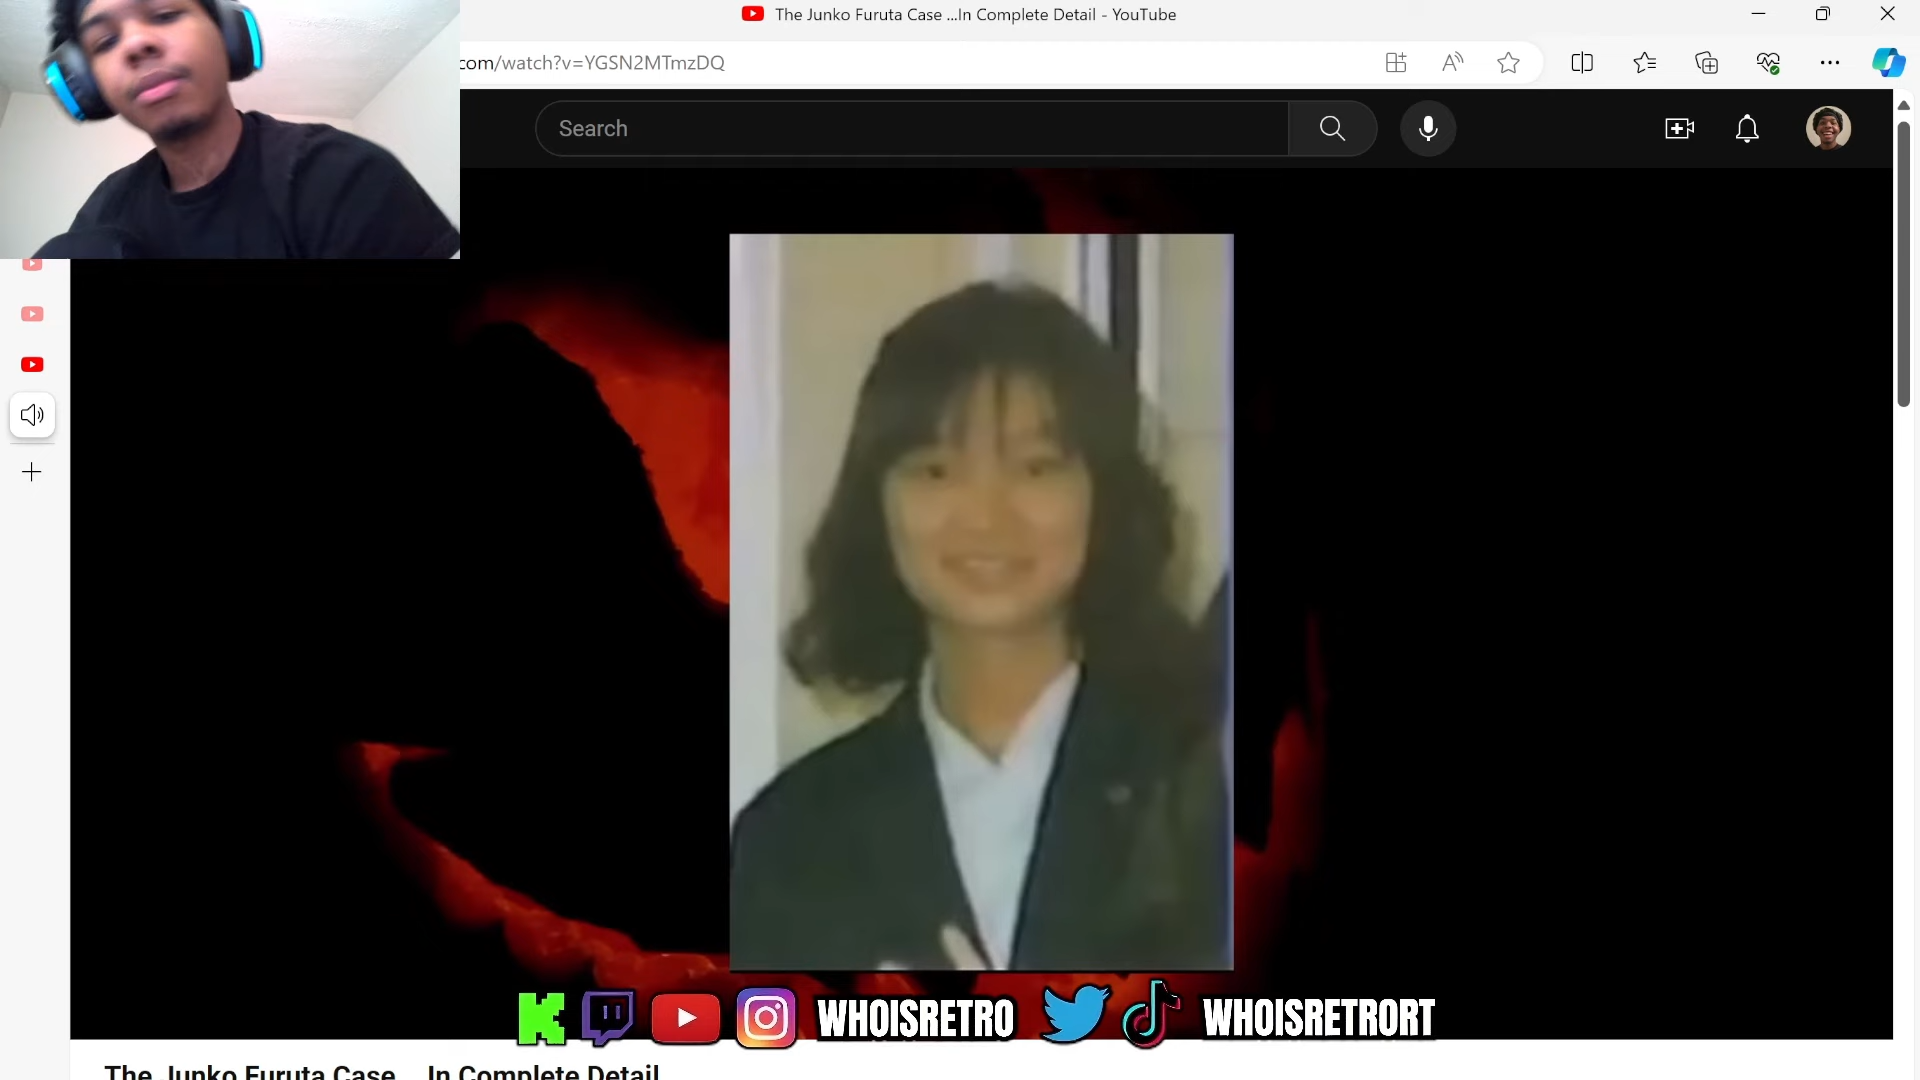 The Junko Furuta Case ...In Complete Detail - YouTube
com/watch?v=YGSN2MTmzDQ
Search
WHOISRETRO
WHOISRETRORT
The Junko Furuta Case ...In Complete Detail